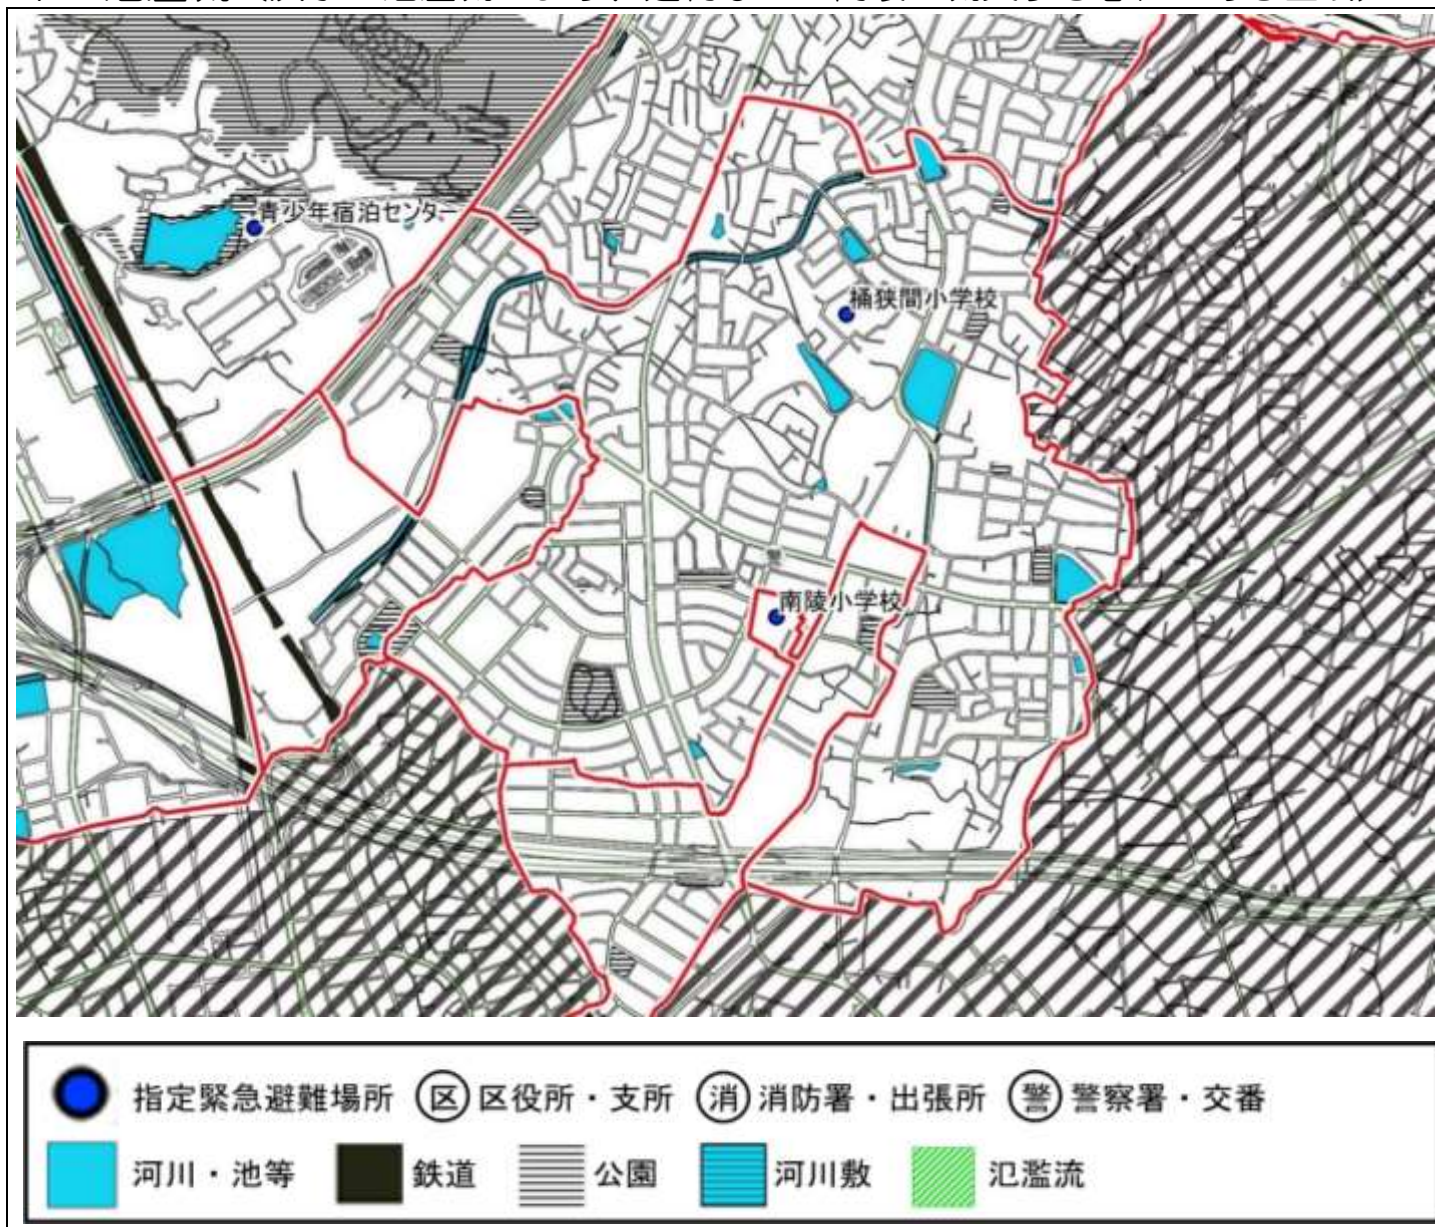 青少年宿泊センター
桶狭間小学校
警
南陵小学校
指定緊急避難場所 区 区役所・支所 消 消防署・出張所 警 警察署・交番
河川・池等 鉄道 公園 河川敷 氾濫流